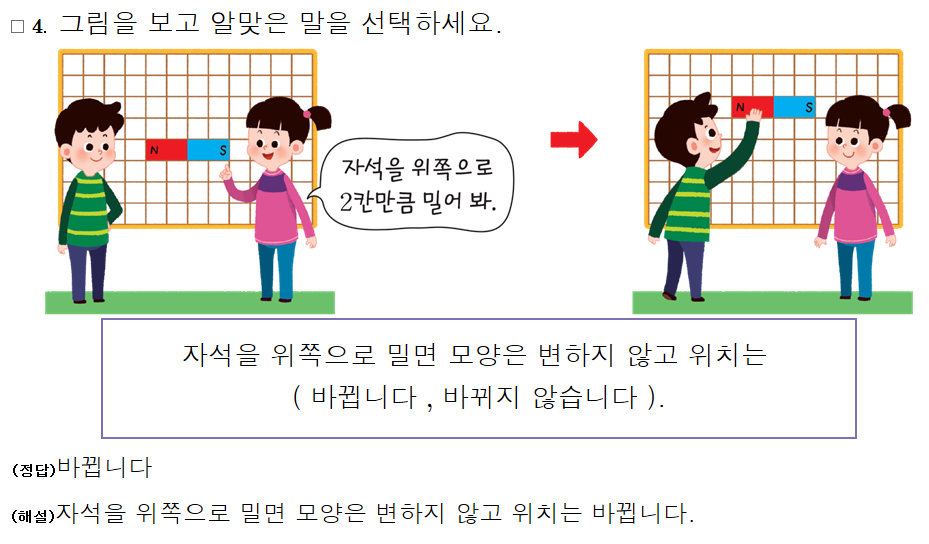 □ 4. 그림을 보고 알맞은 말을 선택하세요.
N S
자석을 위쪽으로
2칸만큼 밀어 봐.
N S
자석을 위쪽으로 밀면 모양은 변하지 않고 위치는
( 바뀝니다 , 바뀌지 않습니다 ).
(정답)바뀝니다
(해설)자석을 위쪽으로 밀면 모양은 변하지 않고 위치는 바뀝니다.